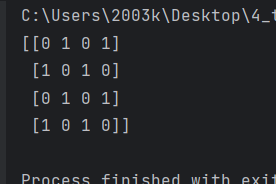 C:\Users\2003k\Desktop\4_
[[0 1 0 1]
 [1 0 1 0]
 [0 1 0 1]
 [1 0 1 0]]
Process finished with exit